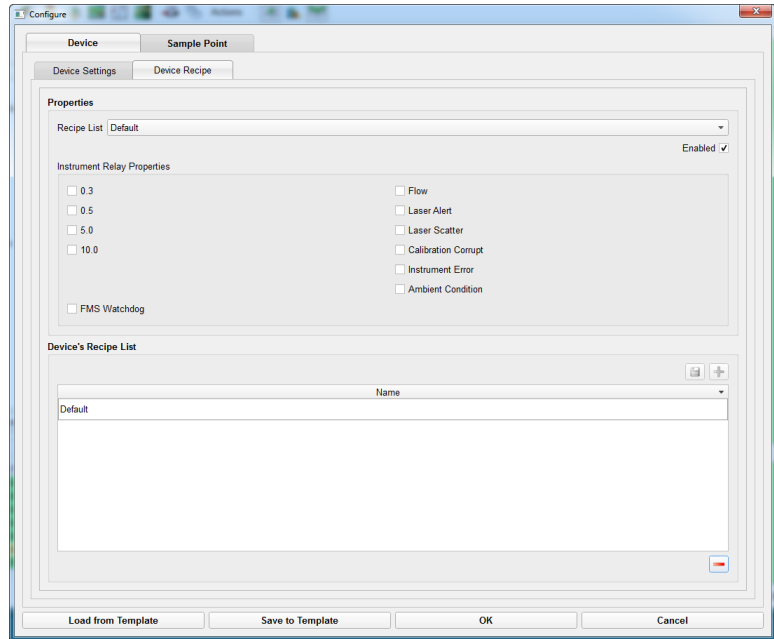 Configure
Actions
Device
Sample Point
Device Settings
Device Recipe
Properties
Recipe List
Default
Enabled
Instrument Relay Properties
0.3
Flow
0.5
Laser Alert
5.0
Laser Scatter
10.0
Calibration Corrupt
Instrument Error
Ambient Condition
FMS Watchdog
Device's Recipe List
Name
Default
Load from Template
Save to Template
OK
Cancel